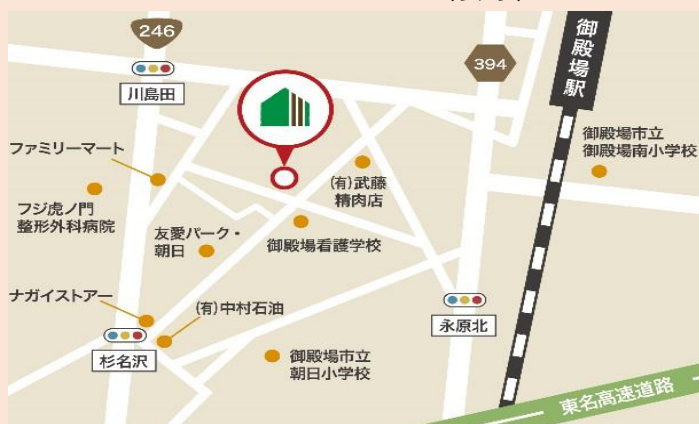 246
川島田
394
御殿場駅
御殿場市立
御殿場南小学校
ファミリーマート
(有)武藤
精肉店
フジ虎ノ門
整形外科病院
友愛パーク・
朝日
御殿場看護学校
ナガイストアー
(有)中村石油
永原北
杉名沢
御殿場市立
朝日小学校
東名高速道路